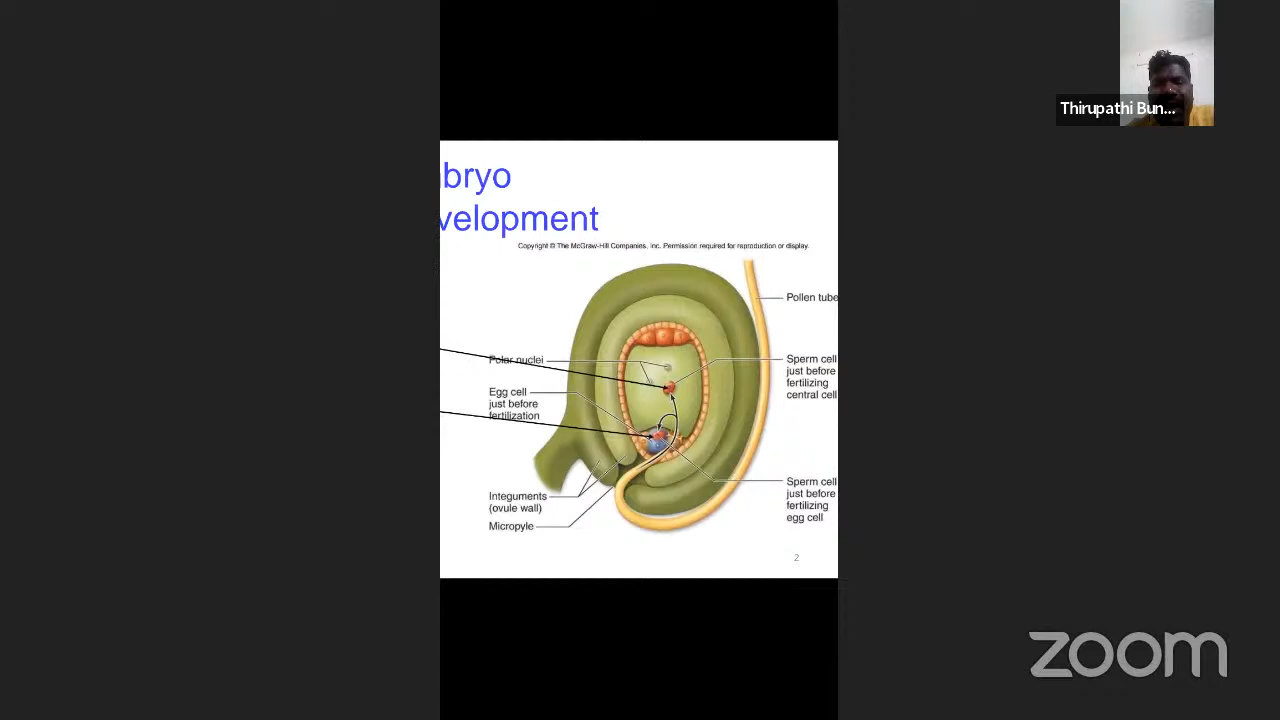 Thirupathi Bun...
bryo
velopment
Copyright © The McGraw-Hill Companies, Inc. Permission required for reproduction or display.
Pollen tube
Polar nuclei
Sperm cell
just before
fertilizing
central cell
Egg cell
just before
fertilization
Sperm cell
just before
fertilizing
egg cell
Integuments
(ovule wall)
Micropyle
2
zoom